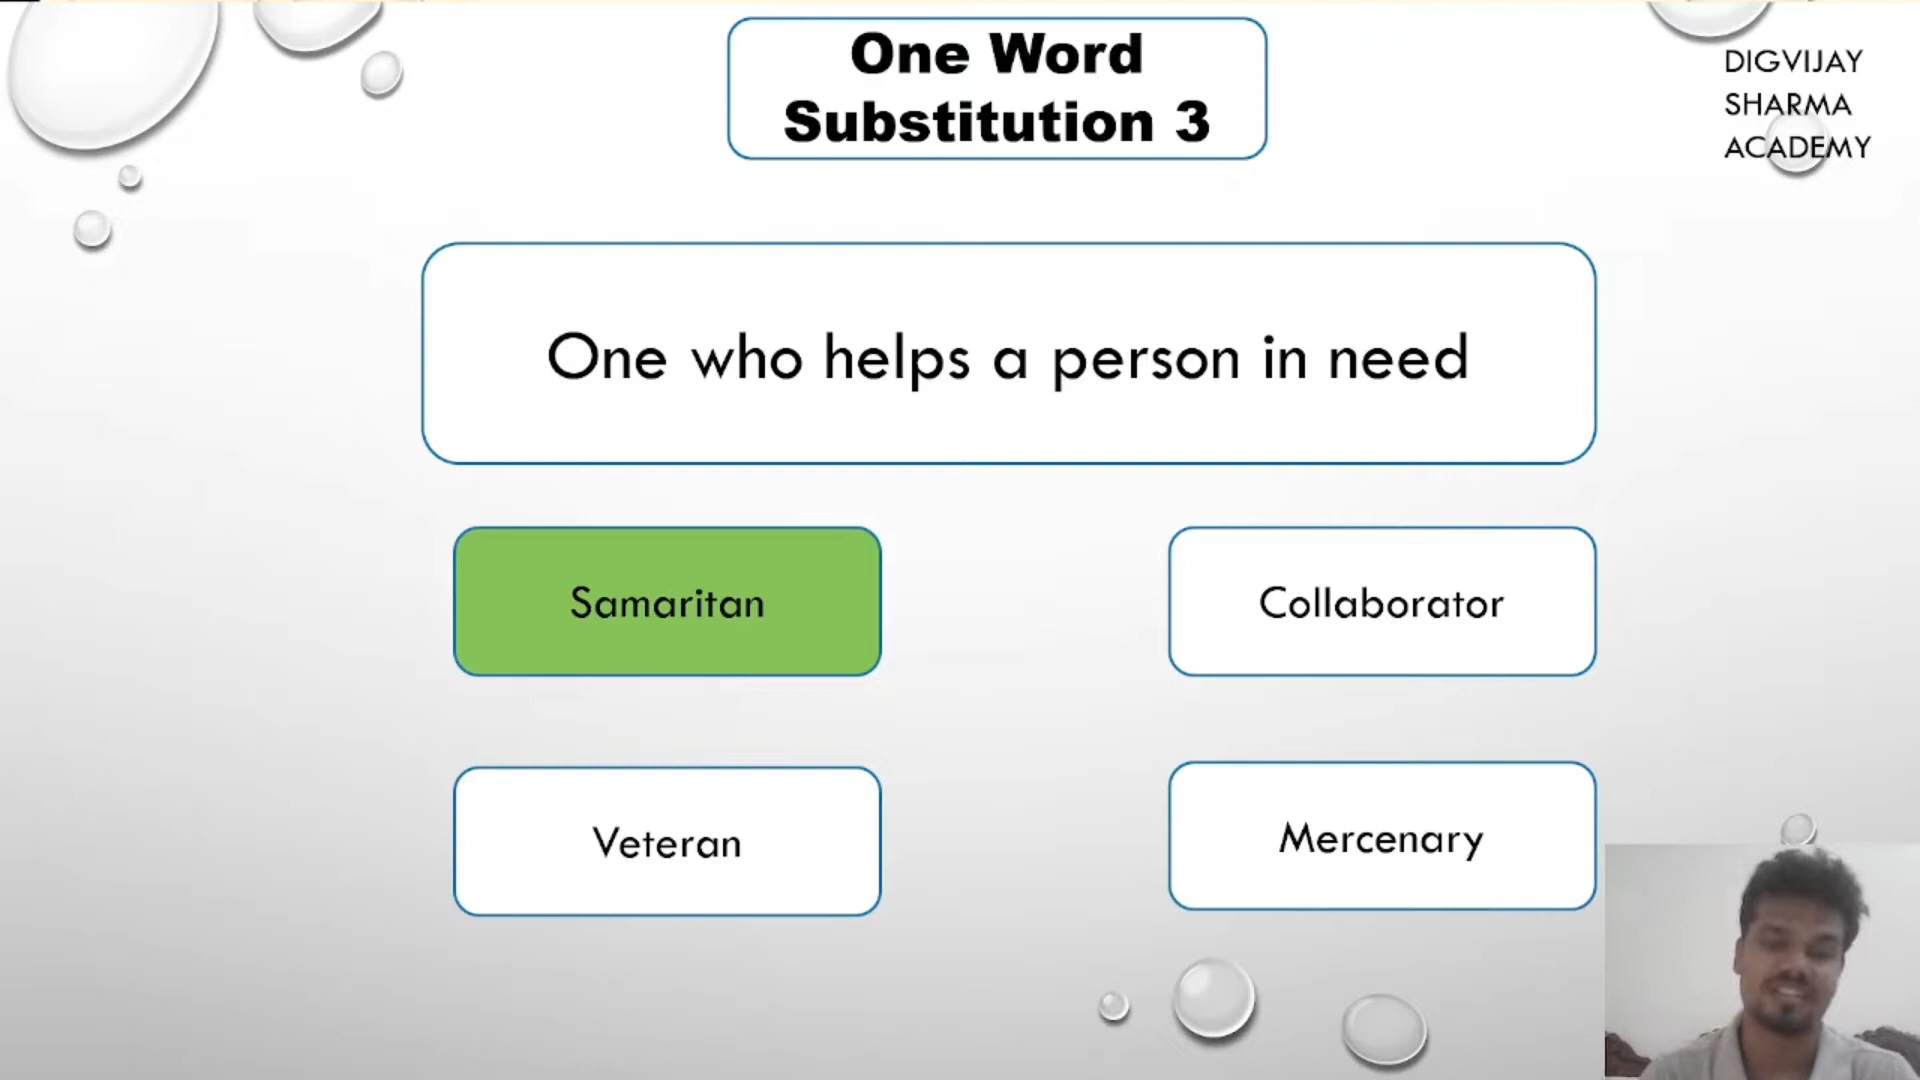 One Word
Substitution 3
DIGVIJAY
SHARMA
ACADEMY
One who helps a person in need
Samaritan
Collaborator
Veteran
Mercenary